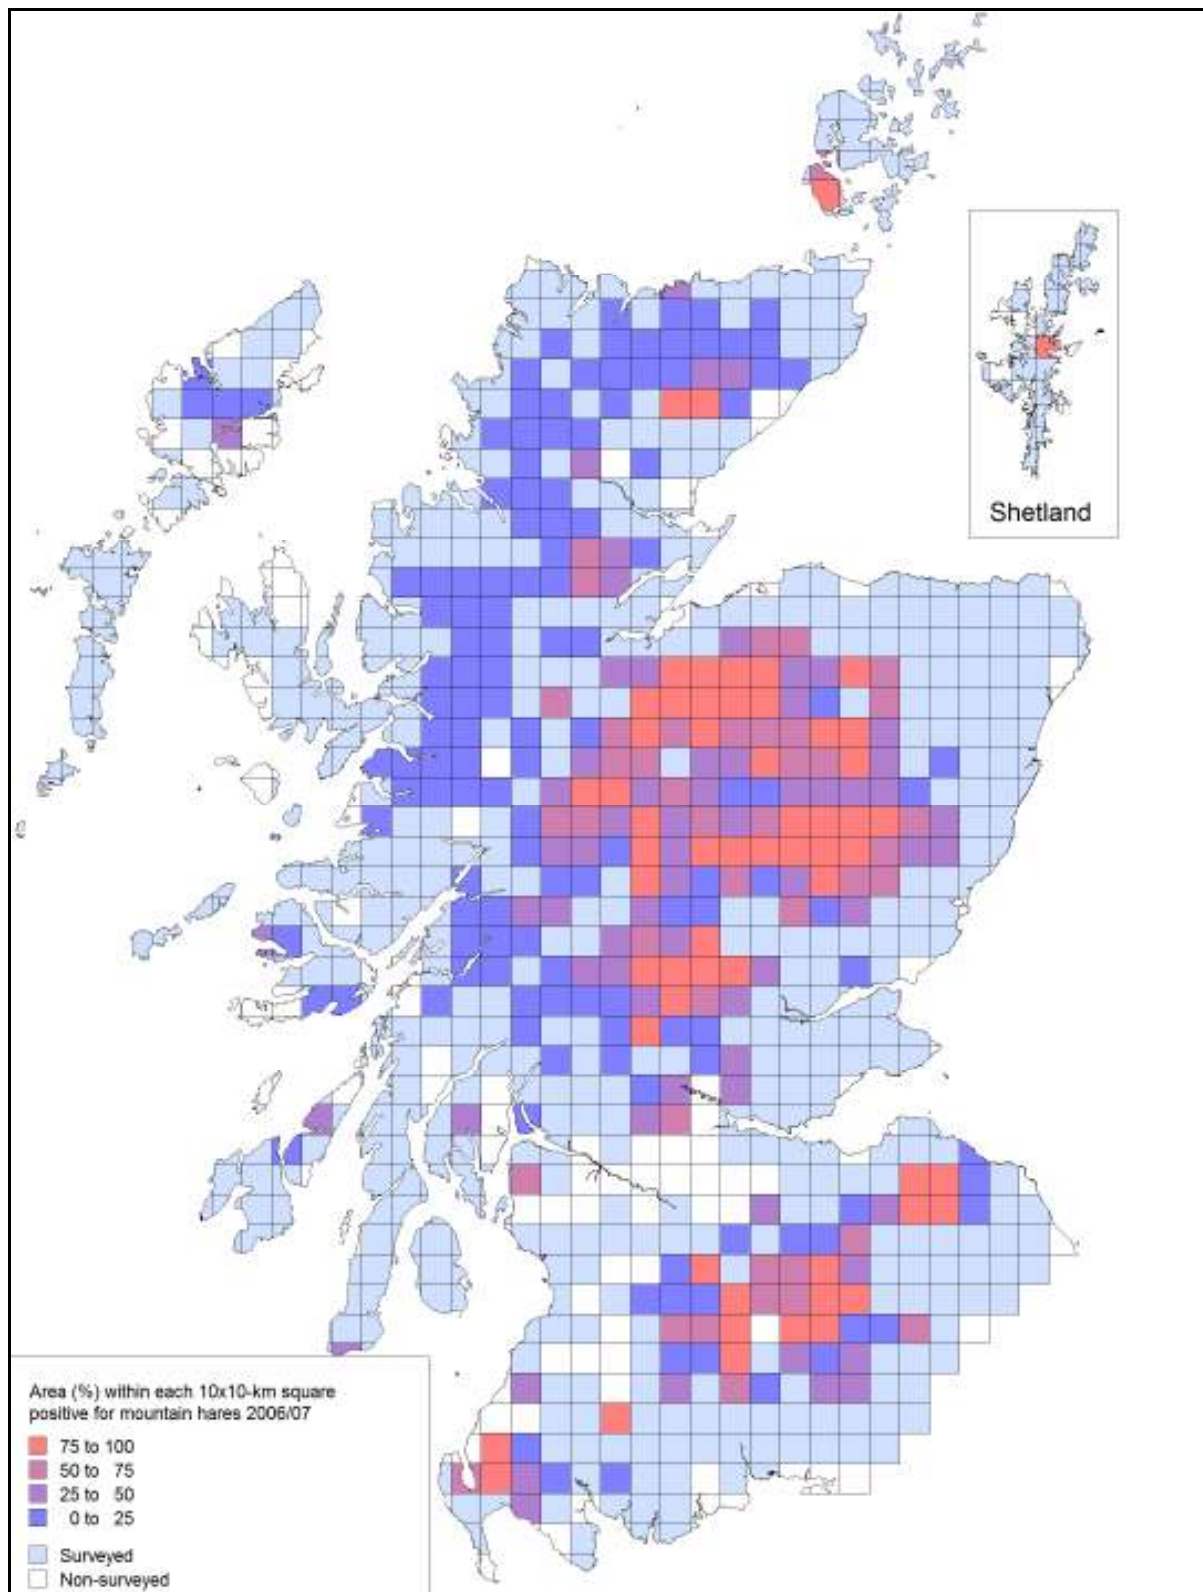 Shetland
Area (%) within each 10x10-km square
positive for mountain hares 2006/07
75 to 100
50 to 75
25 to 50
0 to 25
Surveyed
Non-surveyed